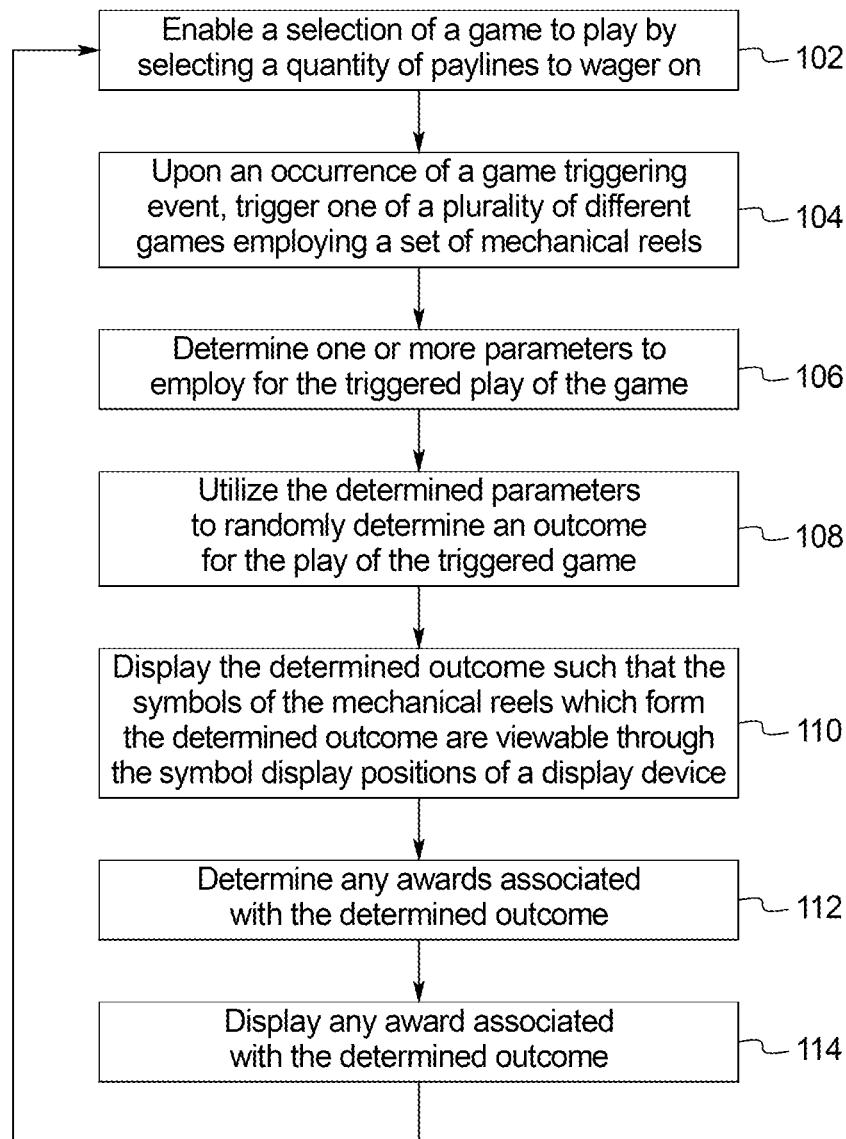 Enable a selection of a game to play by
selecting a quantity of paylines to wager on
102
Upon an occurrence of a game triggering
event, trigger one of a plurality of different
games employing a set of mechanical reels
104
Determine one or more parameters to
employ for the triggered play of the game
106
Utilize the determined parameters
to randomly determine an outcome
for the play of the triggered game
108
Display the determined outcome such that the
symbols of the mechanical reels which form
the determined outcome are viewable through
the symbol display positions of a display device
110
Determine any awards associated
with the determined outcome
112
Display any award associated
with the determined outcome
114